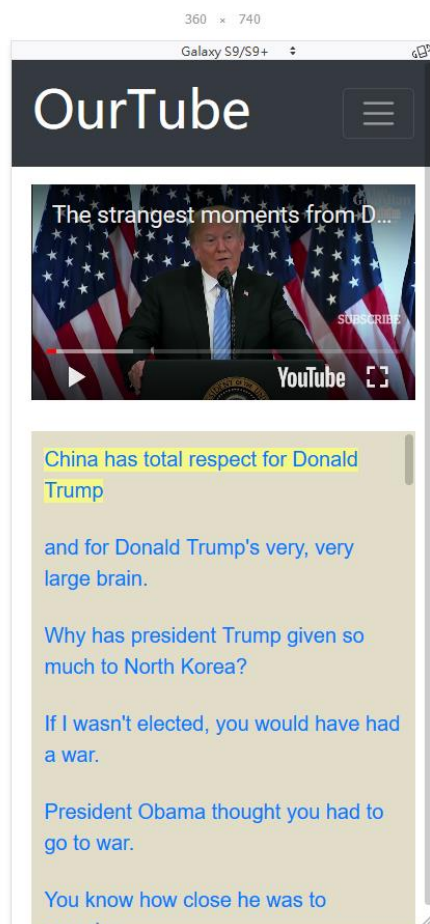 360 × 740
Galaxy S9/S9+
OurTube
The strangest moments from D...
SUBSCRIBE
YouTube
China has total respect for Donald
Trump
and for Donald Trump's very, very
large brain.
Why has president Trump given so
much to North Korea?
If I wasn't elected, you would have had
a war.
President Obama thought you had to
go to war.
You know how close he was to